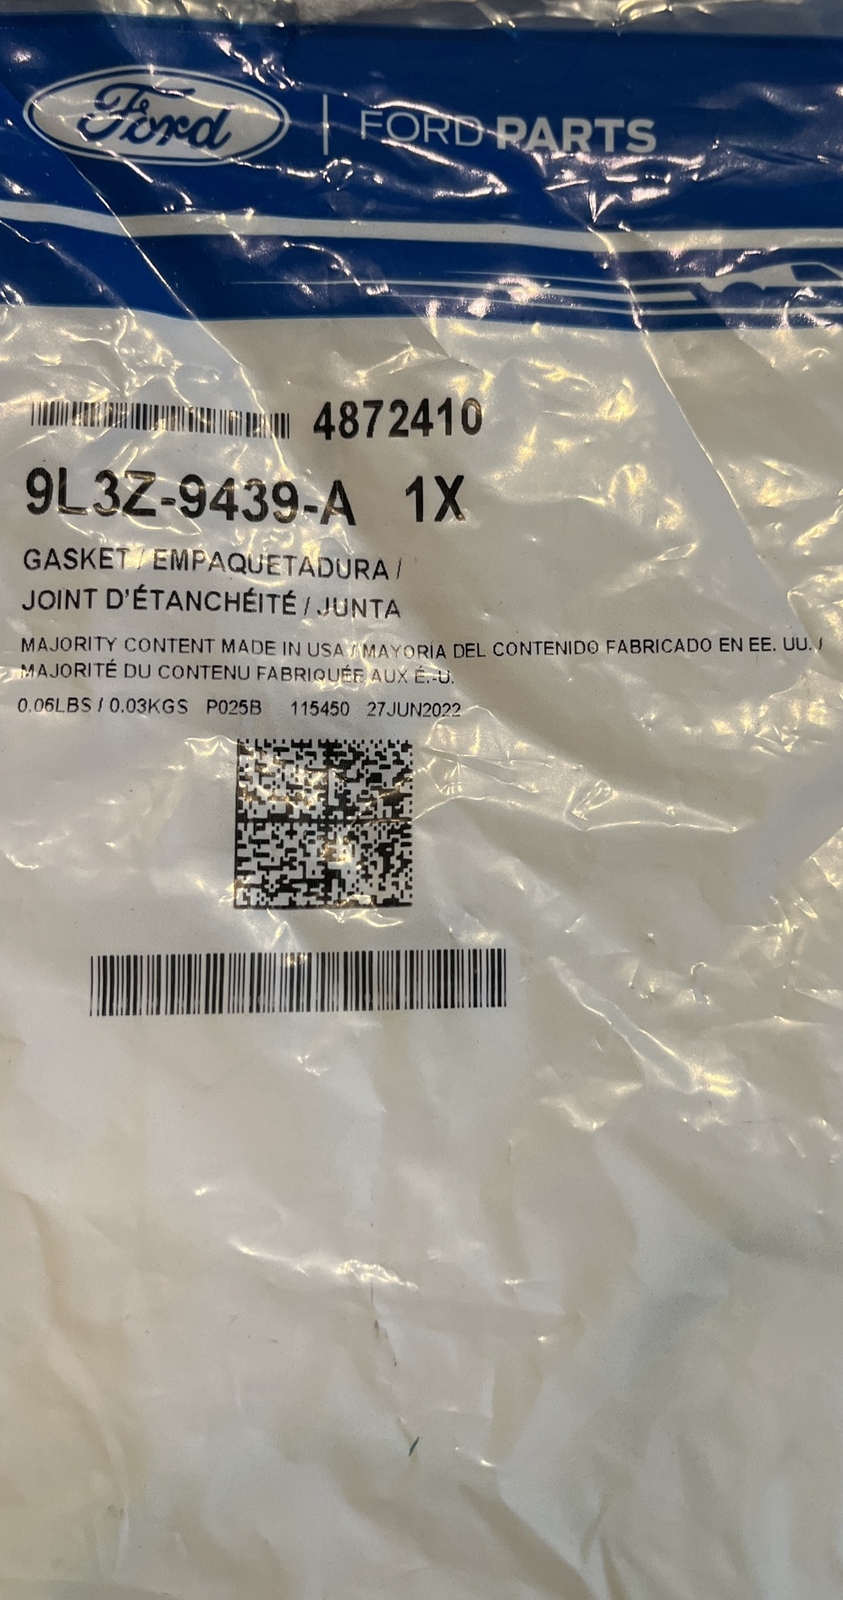 Ford | FORD PARTS
4872410
9L3Z-9439-A 1X
GASKET / EMPAQUETADURA /
JOINT D'ÉTANCHÉITÉ / JUNTA
MAJORITY CONTENT MADE IN USA / MAYORÍA DEL CONTENIDO FABRICADO EN EE. UU. /
MAJORITÉ DU CONTENU FABRIQUÉE AUX É.-U.
0.06LBS / 0.03KGS P025B 115450 27JUN2022